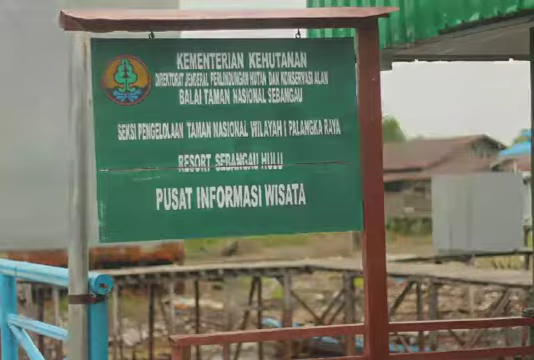 KEMENTERIAN KEHUTANAN
DIREKTORAT JENDERAL PERLINDUNGAN HUTAN DAN KONSERVASI ALAN
BALAI TAMAN NASIONAL SEBANGAU
SEKSI PENGELOLAAN TAMAN NASIONAL WILAYAH I PALANGKA RAYA
RESORT SEBANGAU HULU
PUSAT INFORMASI WISATA